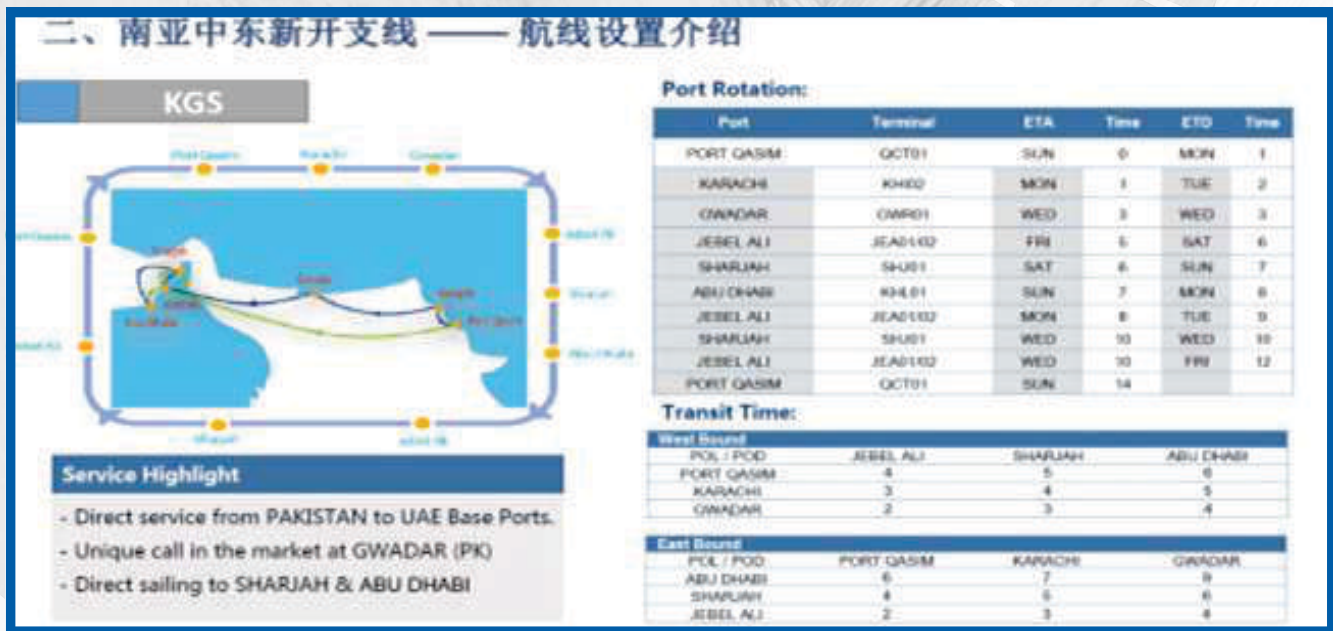 二、南亚中东新开支线 —— 航线设置介绍
KGS
Port Qasim Karachi Gwadar
Service Highlight
- Direct service from PAKISTAN to UAE Base Ports.
- Unique call in the market at GWADAR (PK)
- Direct sailing to SHARJAH & ABU DHABI
Port Rotation:
Port Terminal ETA Time ETD Time
PORT QASIM QCT01 SUN 0 MON 1
KARACHI KHI02 MON 1 TUE 2
GWADAR GWR01 WED 3 WED 3
JEBEL ALI JEA01/02 FRI 5 SAT 6
SHARJAH SHJ01 SAT 6 SUN 7
ABU DHABI KHL01 SUN 7 MON 8
JEBEL ALI JEA01/02 MON 8 TUE 9
SHARJAH SHJ01 WED 10 WED 10
JEBEL ALI JEA01/02 WED 10 FRI 12
PORT QASIM QCT01 SUN 14
Transit Time:
West Bound
POL / POD JEBEL ALI SHARJAH ABU DHABI
PORT QASIM 4 5 6
KARACHI 3 4 5
GWADAR 2 3 4
East Bound
POL / POD PORT QASIM KARACHI GWADAR
ABU DHABI 6 7
SHARJAH 4 6
JEBEL ALI 2 3 4